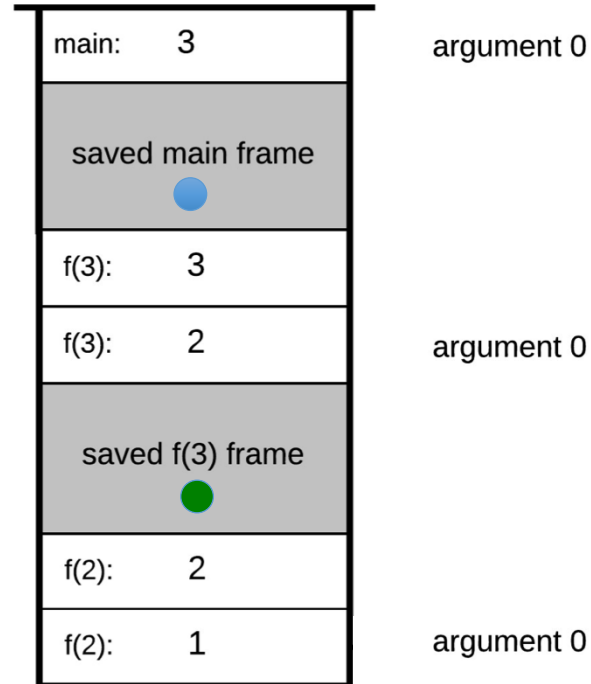 main: 3 argument 0
saved main frame
f(3): 3
f(3): 2 argument 0
saved f(3) frame
f(2): 2
f(2): 1 argument 0